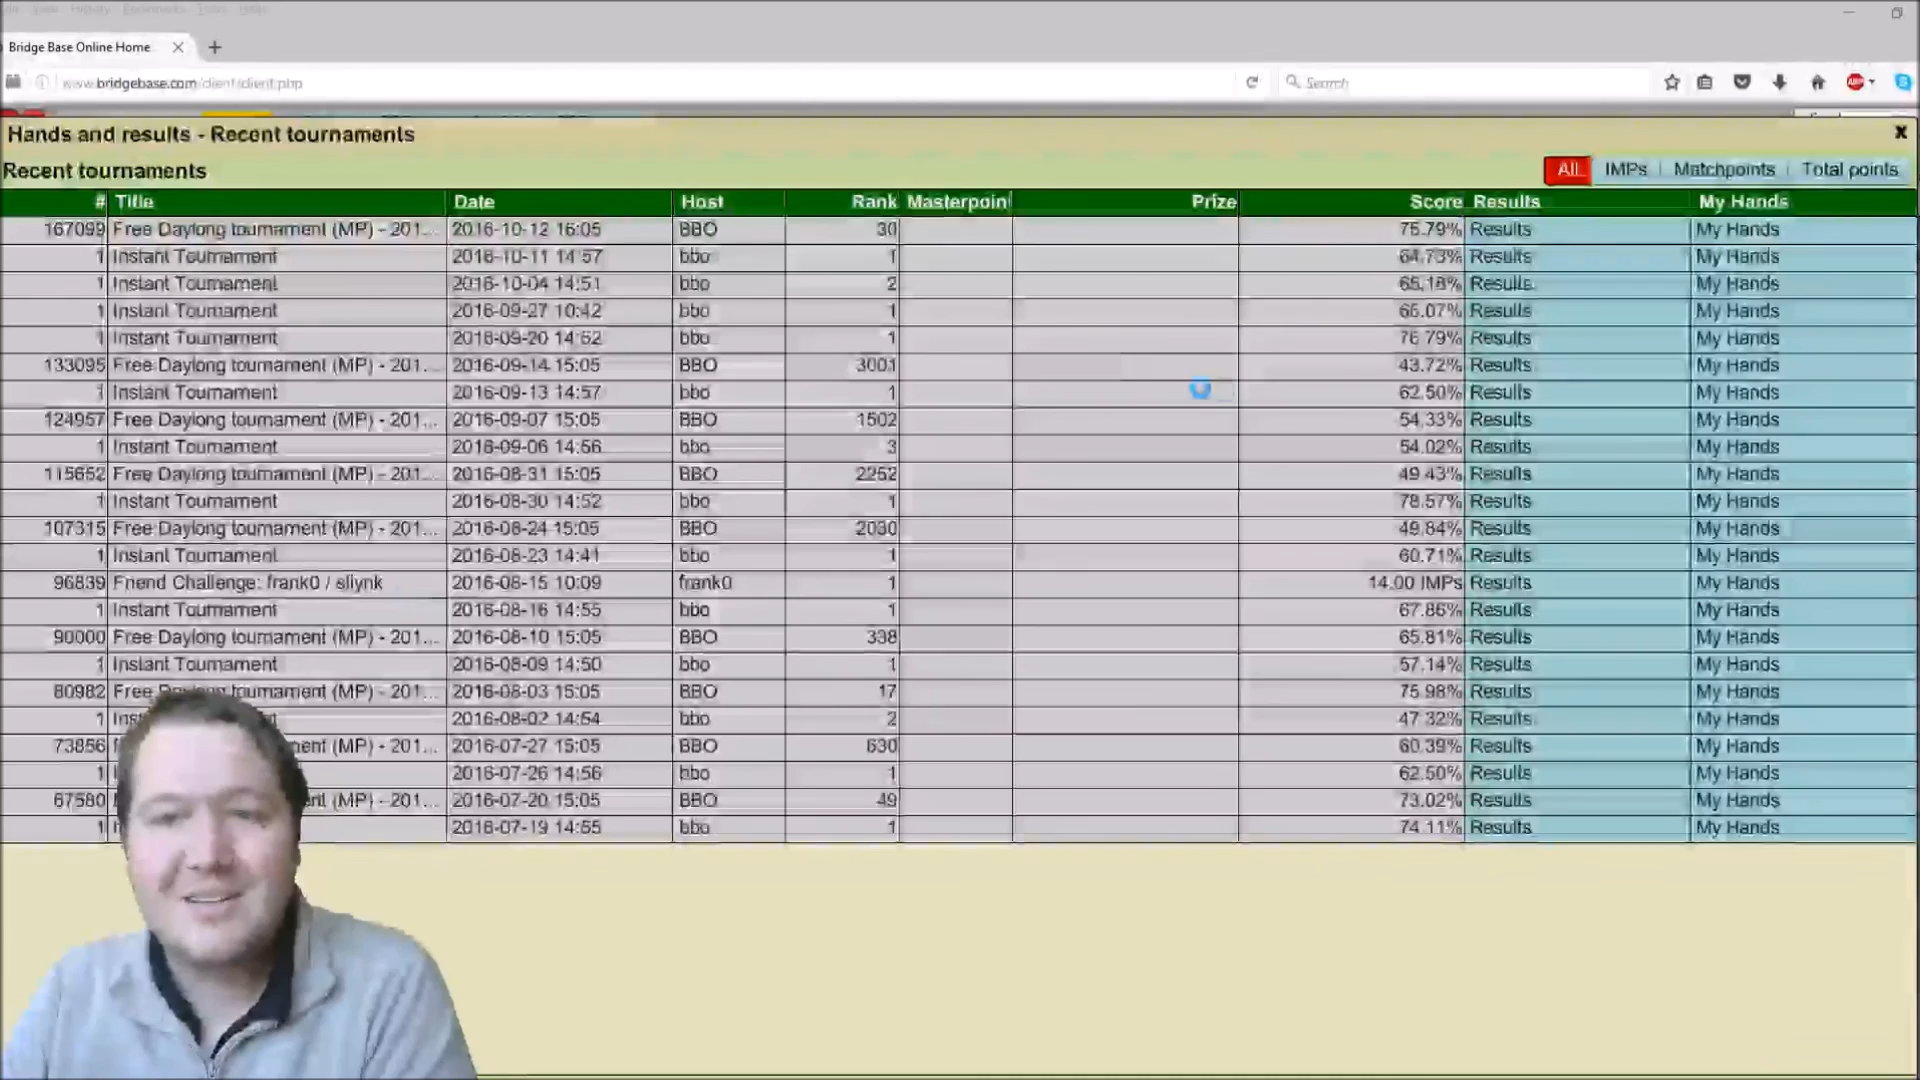 View History Bookmarks Tools Help
Bridge Base Online Home
www.bridgebase.com/client/client.php Search
Hands and results - Recent tournaments
Recent tournaments All IMPs Matchpoints Total points
# Title Date Host Rank Masterpoin Prize Score Results My Hands
167099 Free Daylong tournament (MP) - 201... 2016-10-12 16:05 BBO 30 75.79% Results My Hands
1 Instant Tournament 2016-10-11 14:57 bbo 1 64.73% Results My Hands
1 Instant Tournament 2016-10-04 14:51 bbo 2 65.18% Results My Hands
1 Instant Tournament 2016-09-27 10:42 bbo 1 66.07% Results My Hands
1 Instant Tournament 2016-09-20 14:52 bbo 1 76.79% Results My Hands
133095 Free Daylong tournament (MP) - 201... 2016-09-14 15:05 BBO 3001 43.72% Results My Hands
1 Instant Tournament 2016-09-13 14:57 bbo 1 62.50% Results My Hands
124957 Free Daylong tournament (MP) - 201... 2016-09-07 15:05 BBO 1502 54.33% Results My Hands
1 Instant Tournament 2016-09-06 14:56 bbo 3 54.02% Results My Hands
115652 Free Daylong tournament (MP) - 201... 2016-08-31 15:05 BBO 2252 49.43% Results My Hands
1 Instant Tournament 2016-08-30 14:52 bbo 1 78.57% Results My Hands
107315 Free Daylong tournament (MP) - 201... 2016-08-24 15:05 BBO 2030 49.84% Results My Hands
1 Instant Tournament 2016-08-23 14:41 bbo 1 60.71% Results My Hands
96839 Friend Challenge: frank0 / sliynk 2016-08-15 10:09 frank0 1 14.00 IMPs Results My Hands
1 Instant Tournament 2016-08-16 14:55 bbo 1 67.86% Results My Hands
90000 Free Daylong tournament (MP) - 201... 2016-08-10 15:05 BBO 338 65.81% Results My Hands
1 Instant Tournament 2016-08-09 14:50 bbo 1 57.14% Results My Hands
80982 Free Daylong tournament (MP) - 201... 2016-08-03 15:05 BBO 17 75.98% Results My Hands
1 2016-08-02 14:54 bbo 2 47.32% Results My Hands
73856 (MP) - 201... 2016-07-27 15:05 BBO 630 60.39% Results My Hands
1 2016-07-26 14:56 bbo 1 62.50% Results My Hands
67580 (MP) - 201... 2016-07-20 15:05 BBO 49 73.02% Results My Hands
1 2016-07-19 14:55 bbo 1 74.11% Results My Hands